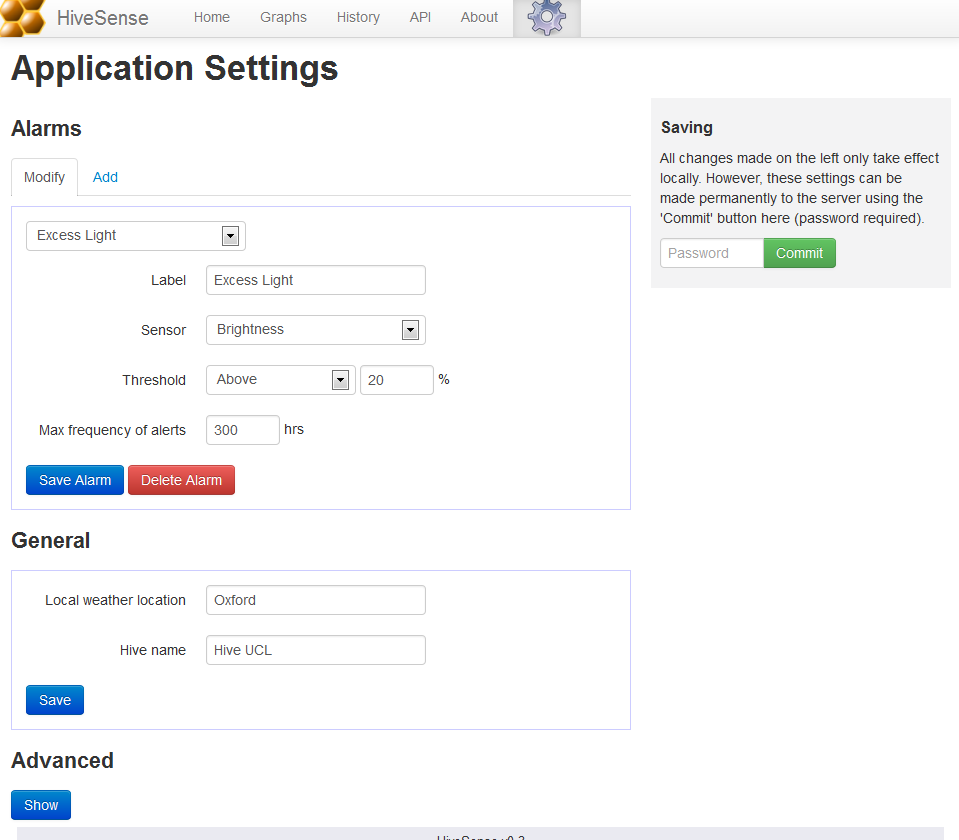 HiveSense Home Graphs History API About
Application Settings
Alarms
Modify Add
Excess Light
Label Excess Light
Sensor Brightness
Threshold Above 20 %
Max frequency of alerts 300 hrs
Save Alarm Delete Alarm
General
Local weather location Oxford
Hive name Hive UCL
Save
Advanced
Show
Saving
All changes made on the left only take effect
locally. However, these settings can be
made permanently to the server using the
'Commit' button here (password required).
Password Commit
HiveSense